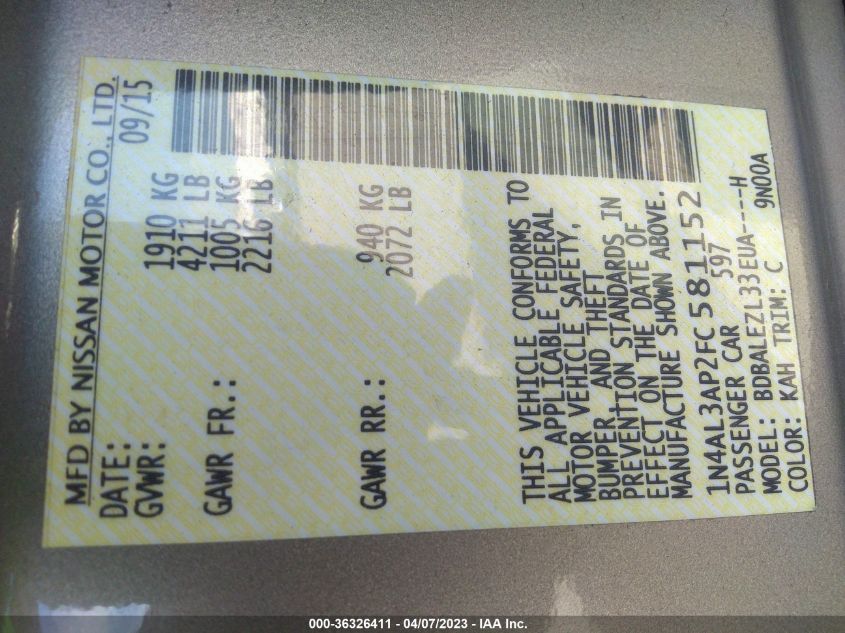 MFD BY NISSAN MOTOR CO., LTD.
DATE: 09/15
GVWR: 1910 KG
4211 LB
GAWR FR.: 1005 KG
2216 LB
GAWR RR.: 940 KG
2072 LB
THIS VEHICLE CONFORMS TO
ALL APPLICABLE FEDERAL
MOTOR VEHICLE SAFETY,
BUMPER, AND THEFT
PREVENTION STANDARDS IN
EFFECT ON THE DATE OF
MANUFACTURE SHOWN ABOVE.
1N4AL3AP2FC581152
PASSENGER CAR 597
MODEL: BDBALEZL33EUA----H
COLOR: KAH TRIM: C 9N00A
000-36326411 - 04/07/2023 - IAA Inc.